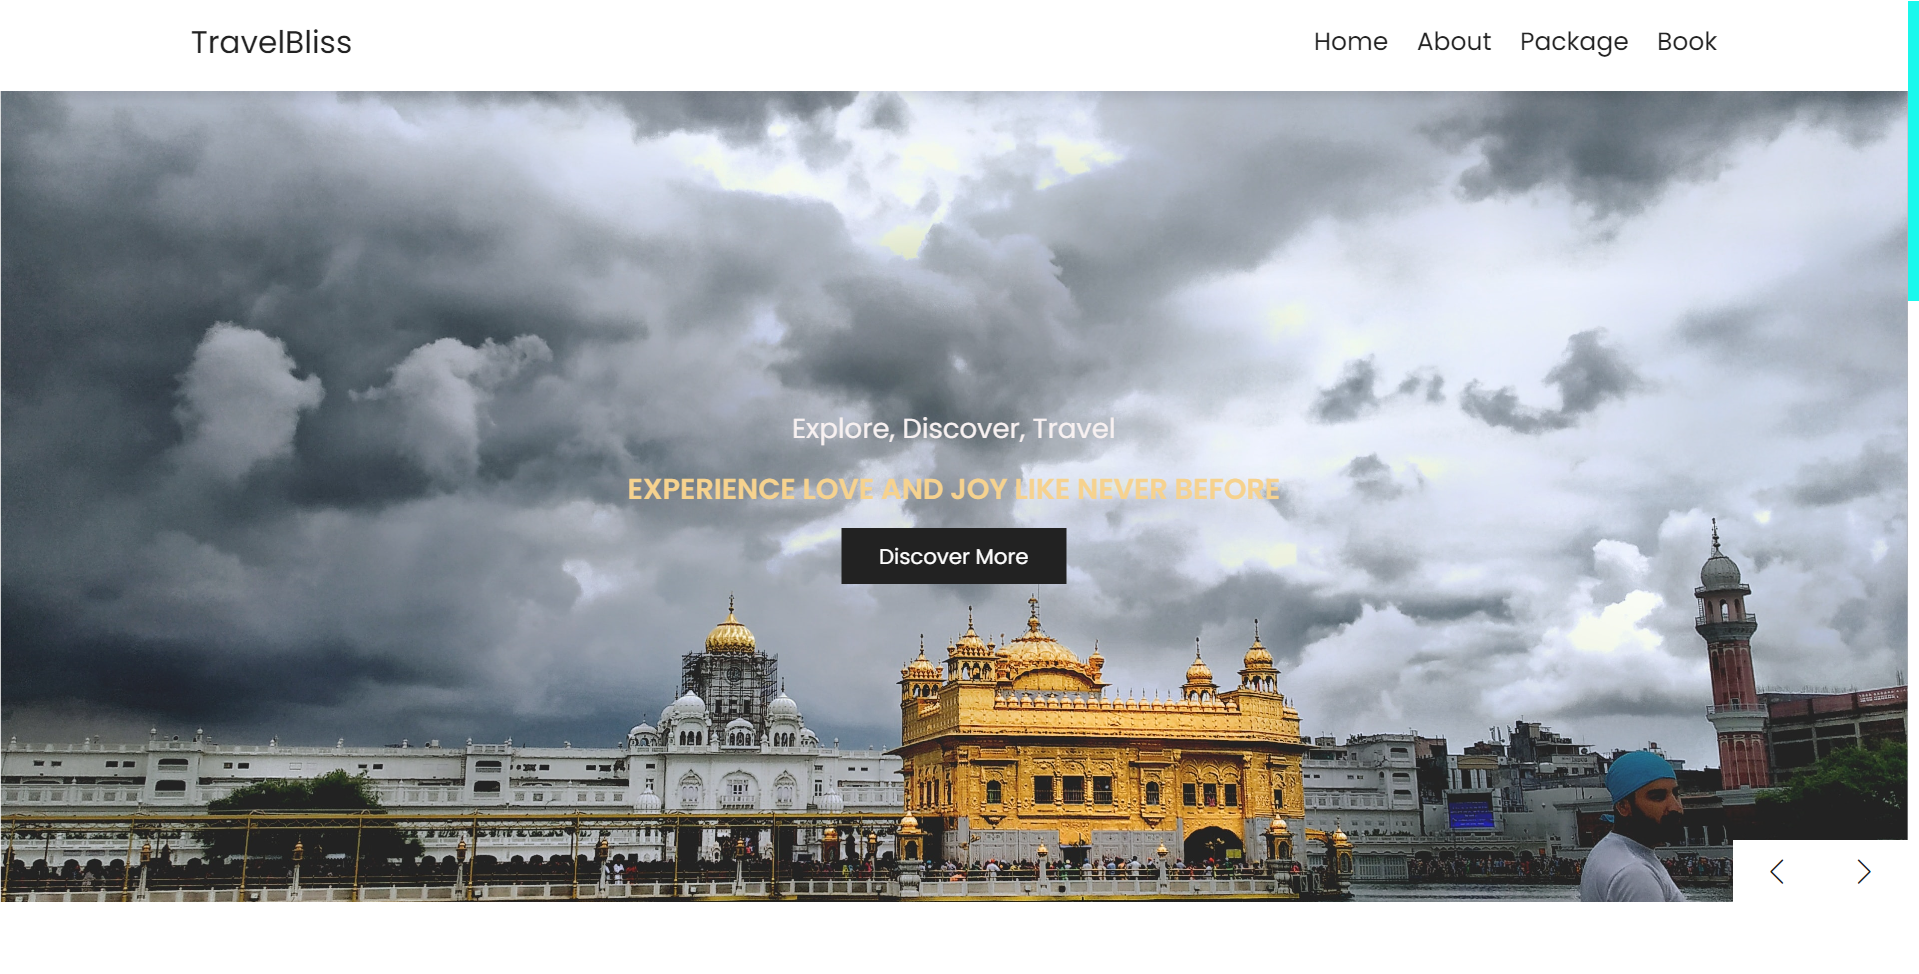 TravelBliss
Home About Package Book
Explore, Discover, Travel
EXPERIENCE LOVE AND JOY LIKE NEVER BEFORE
Discover More